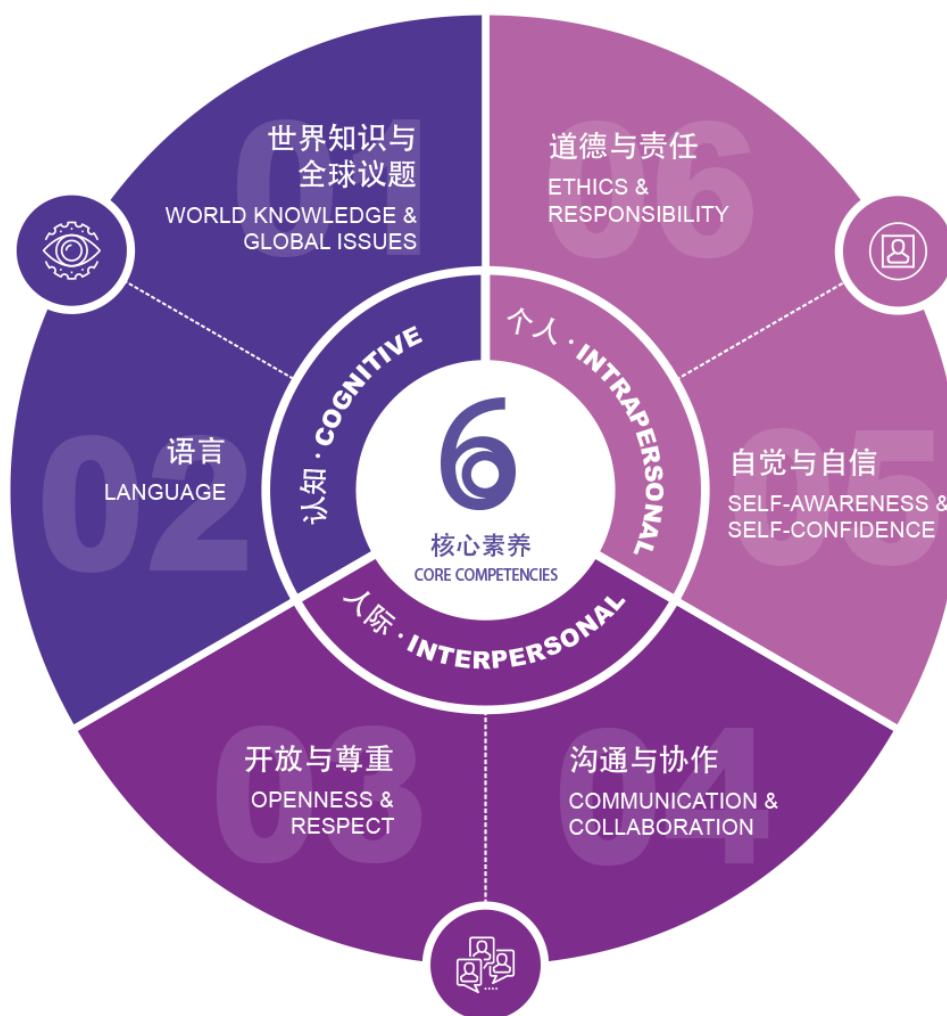 01
世界知识与
全球议题
WORLD KNOWLEDGE &
GLOBAL ISSUES
06
道德与责任
ETHICS &
RESPONSIBILITY
认知 · COGNITIVE
个人 · INTRAPERSONAL
02
语言
LANGUAGE
6
核心素养
CORE COMPETENCIES
05
自觉与自信
SELF-AWARENESS &
SELF-CONFIDENCE
人际 · INTERPERSONAL
03
开放与尊重
OPENNESS &
RESPECT
04
沟通与协作
COMMUNICATION &
COLLABORATION